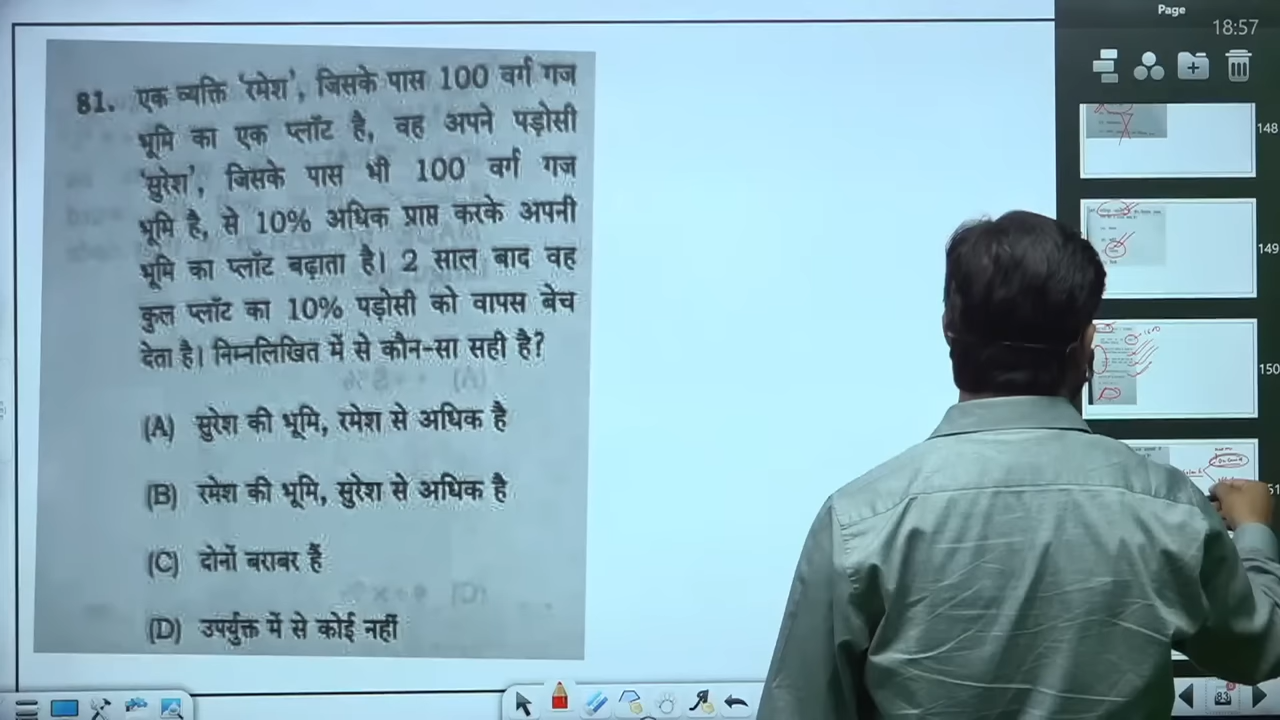 Page
18:57
81. एक व्यक्ति 'रमेश', जिसके पास 100 वर्ग गज
भूमि का एक प्लॉट है, वह अपने पड़ोसी
'सुरेश', जिसके पास भी 100 वर्ग गज
भूमि है, से 10% अधिक प्राप्त करके अपनी
भूमि का प्लॉट बढ़ाता है। 2 साल बाद वह
कुल प्लॉट का 10% पड़ोसी को वापस बेच
देता है। निम्नलिखित में से कौन-सा सही है?
(A) सुरेश की भूमि, रमेश से अधिक है
(B) रमेश की भूमि, सुरेश से अधिक है
(C) दोनों बराबर हैं
(D) उपर्युक्त में से कोई नहीं
148
149
150
83